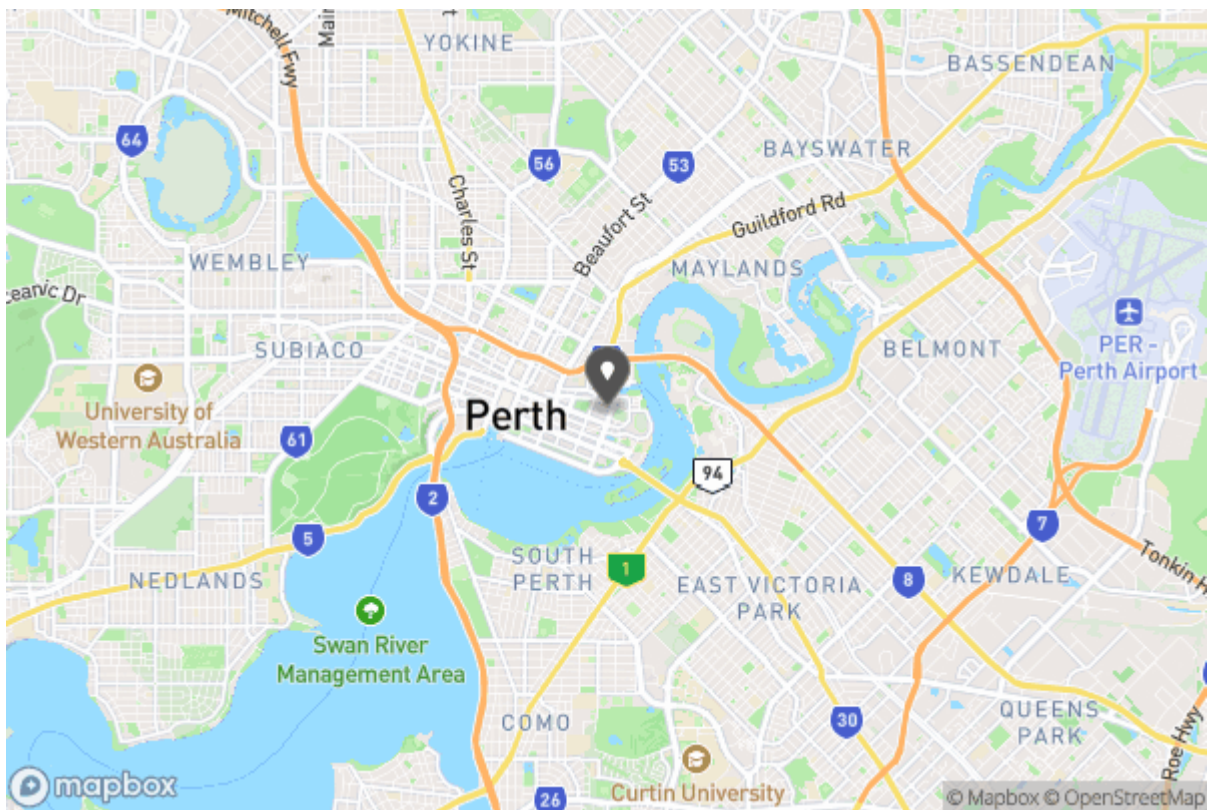 Mitchell Fwy
Main
YOKINE
BASSENDEAN
64
56
53
BAYSWATER
Charles St
Beaufort St
Guildford Rd
WEMBLEY
MAYLANDS
ceanic Dr
SUBIACO
BELMONT
PER -
Perth Airport
University of
Western Australia
Perth
61
94
2
5
7
SOUTH
PERTH
1
EAST VICTORIA
PARK
8
KEWDALE
Tonkin H
NEDLANDS
Swan River
Management Area
COMO
30
QUEENS
PARK
Roe Hwy
Curtin University
26
mapbox
© Mapbox © OpenStreetMap